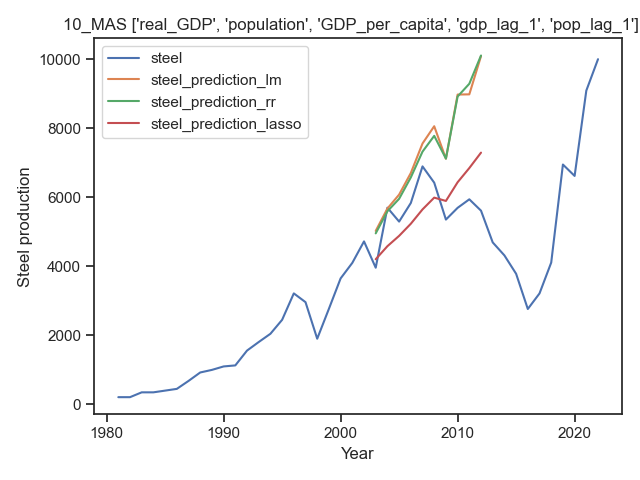 10_MAS ['real_GDP', 'population', 'GDP_per_capita', 'gdp_lag_1', 'pop_lag_1']
steel
steel_prediction_lm
steel_prediction_rr
steel_prediction_lasso
10000
8000
6000
4000
2000
0
Steel production
1980
1990
2000
2010
2020
Year